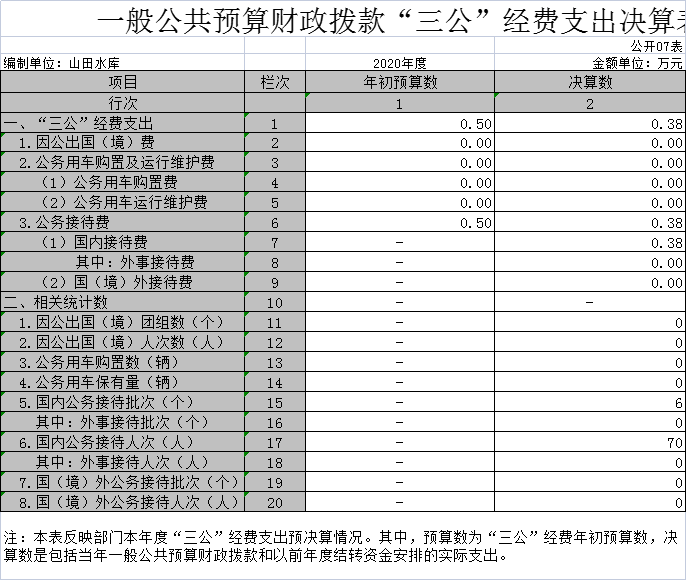 一般公共预算财政拨款“三公”经费支出决算表
公开07表
编制单位：山田水库 2020年度 金额单位：万元
项目 栏次 年初预算数 决算数
行次 1 2
一、“三公”经费支出 1 0.50 0.38
1.因公出国（境）费 2 0.00 0.00
2.公务用车购置及运行维护费 3 0.00 0.00
（1）公务用车购置费 4 0.00 0.00
（2）公务用车运行维护费 5 0.00 0.00
3.公务接待费 6 0.50 0.38
（1）国内接待费 7 － 0.38
其中：外事接待费 8 － 0.00
（2）国（境）外接待费 9 － 0.00
二、相关统计数 10 － －
1.因公出国（境）团组数（个） 11 － 0
2.因公出国（境）人次数（人） 12 － 0
3.公务用车购置数（辆） 13 － 0
4.公务用车保有量（辆） 14 － 0
5.国内公务接待批次（个） 15 － 6
其中：外事接待批次（个） 16 － 0
6.国内公务接待人次（人） 17 － 70
其中：外事接待人次（人） 18 － 0
7.国（境）外公务接待批次（个） 19 － 0
8.国（境）外公务接待人次（人） 20 － 0
注：本表反映部门本年度“三公”经费支出预决算情况。其中，预算数为“三公”经费年初预算数，决
算数是包括当年一般公共预算财政拨款和以前年度结转资金安排的实际支出。